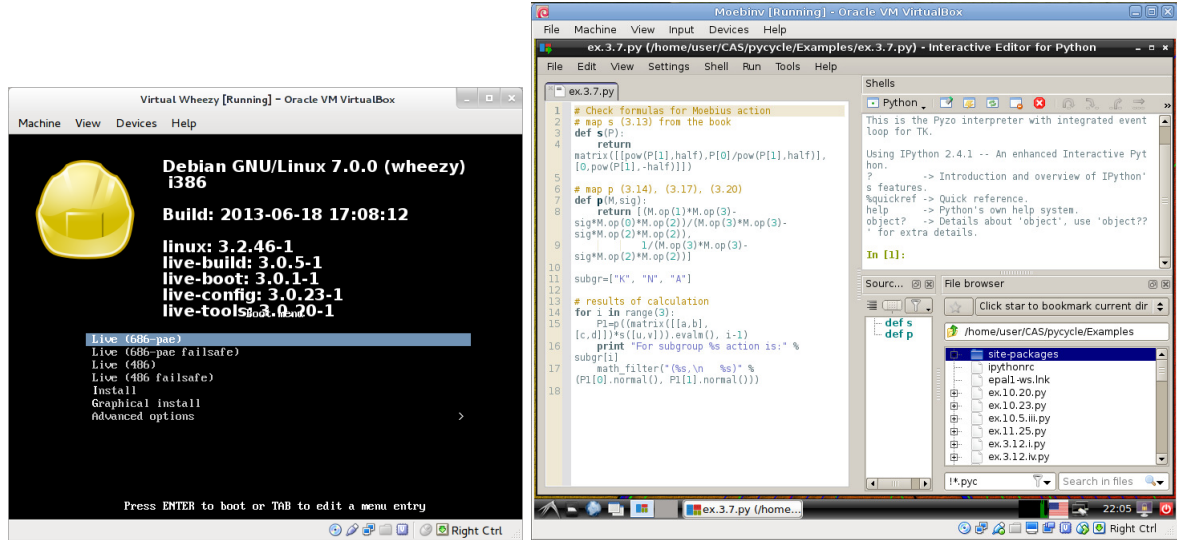 Virtual Wheezy [Running] – Oracle VM VirtualBox
Machine View Devices Help
Debian GNU/Linux 7.0.0 (wheezy)
i386
Build: 2013-06-18 17:08:12
linux: 3.2.46-1
live-build: 3.0.5-1
live-boot: 3.0.1-1
live-config: 3.0.23-1
live-tools: 3.0.20-1
Boot menu
Live (686-pae)
Live (686-pae failsafe)
Live (486)
Live (486 failsafe)
Install
Graphical install
Advanced options >
Press ENTER to boot or TAB to edit a menu entry
Right Ctrl
Moebinv [Running] - Oracle VM VirtualBox
File Machine View Input Devices Help
ex.3.7.py (/home/user/CAS/pycycle/Examples/ex.3.7.py) - Interactive Editor for Python
File Edit View Settings Shell Run Tools Help
ex.3.7.py
1 # Check formulas for Moebius action
2 # map s (3.13) from the book
3 def s(P):
4 return
matrix([[pow(P[1],half),P[0]/pow(P[1],half)],
[0,pow(P[1],-half)]])
5
6 # map p (3.14), (3.17), (3.20)
7 def p(M,sig):
8 return [(M.op(1)*M.op(3)-
sig*M.op(0)*M.op(2))/(M.op(3)*M.op(3)-
sig*M.op(2)*M.op(2)),
9 1/(M.op(3)*M.op(3)-
sig*M.op(2)*M.op(2))]
10
11 subgr=["K", "N", "A"]
12
13 # results of calculation
14 for i in range(3):
15 P1=p((matrix([[a,b],
[c,d]])*s([u,v])).evalm(), i-1)
16 print "For subgroup %s action is:" %
subgr[i]
17 math_filter("(%s,\n %s)" %
(P1[0].normal(), P1[1].normal()))
18
Shells
Python
This is the Pyzo interpreter with integrated event
loop for TK.
Using IPython 2.4.1 -- An enhanced Interactive Pyt
hon.
? -> Introduction and overview of IPython'
s features.
%quickref -> Quick reference.
help -> Python's own help system.
object? -> Details about 'object', use 'object??
' for extra details.
In [1]:
Sourc...
def s
def p
File browser
Click star to bookmark current dir
/home/user/CAS/pycycle/Examples
site-packages
ipythonrc
epal1-ws.lnk
ex.10.20.py
ex.10.23.py
ex.10.5.iii.py
ex.11.25.py
ex.3.12.i.py
ex.3.12.iv.py
!*.pyc
Search in files
ex.3.7.py (/home...
22:05
Right Ctrl